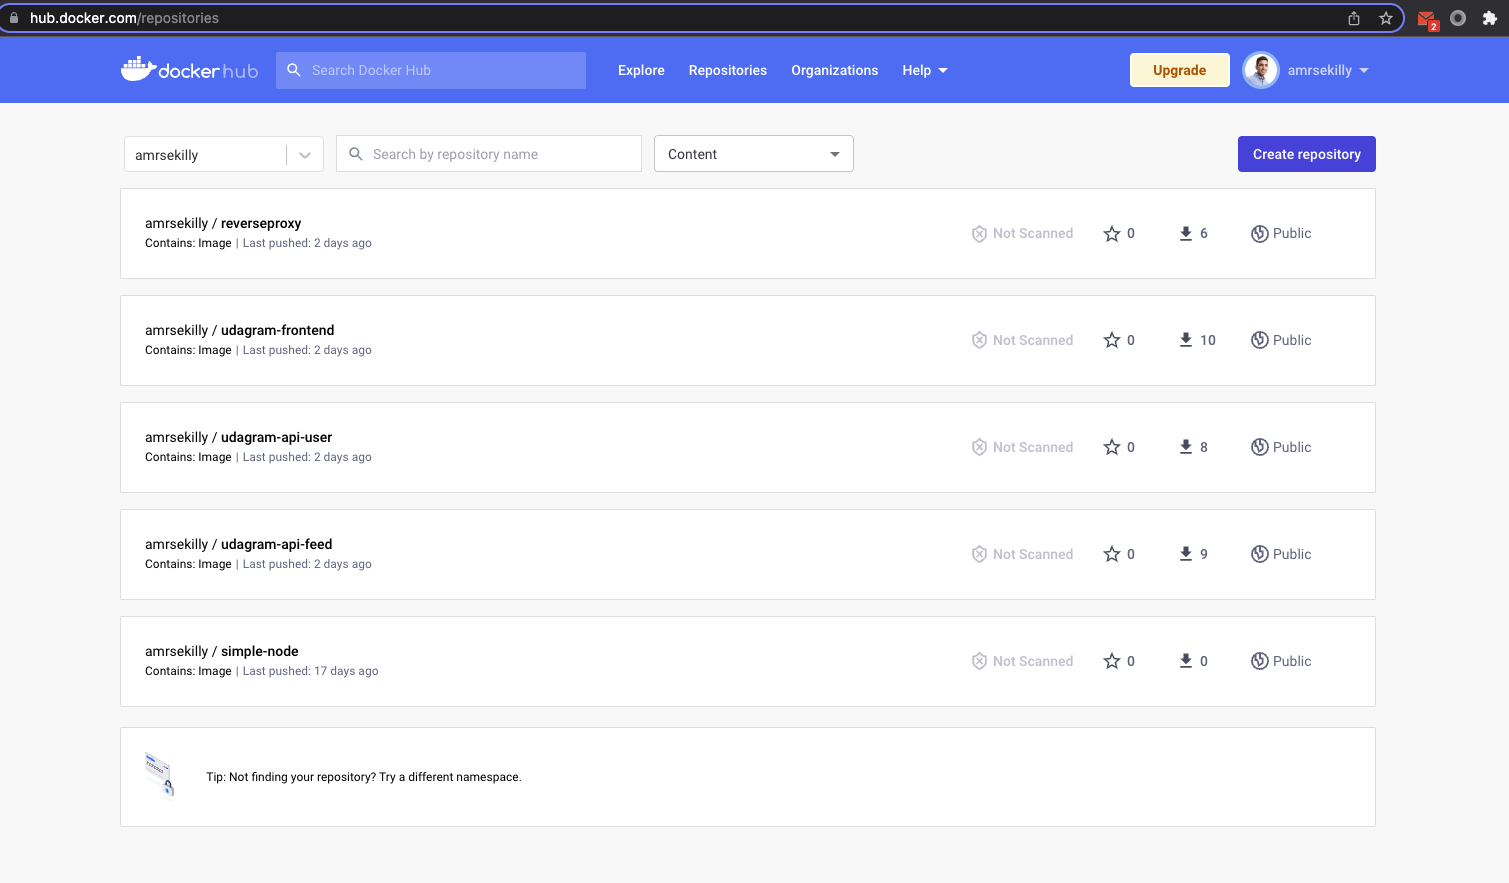 hub.docker.com/repositories
2
docker hub
Search Docker Hub
Explore
Repositories
Organizations
Help
Upgrade
amrsekilly
amrsekilly
Search by repository name
Content
Create repository
amrsekilly / reverseproxy
Contains: Image | Last pushed: 2 days ago
Not Scanned
0
6
Public
amrsekilly / udagram-frontend
Contains: Image | Last pushed: 2 days ago
Not Scanned
0
10
Public
amrsekilly / udagram-api-user
Contains: Image | Last pushed: 2 days ago
Not Scanned
0
8
Public
amrsekilly / udagram-api-feed
Contains: Image | Last pushed: 2 days ago
Not Scanned
0
9
Public
amrsekilly / simple-node
Contains: Image | Last pushed: 17 days ago
Not Scanned
0
0
Public
Tip: Not finding your repository? Try a different namespace.